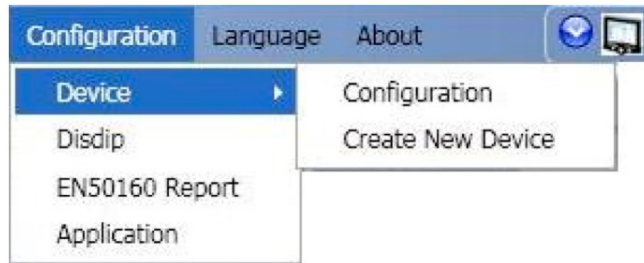 Configuration Language About
Device Configuration
Disdip Create New Device
EN50160 Report
Application